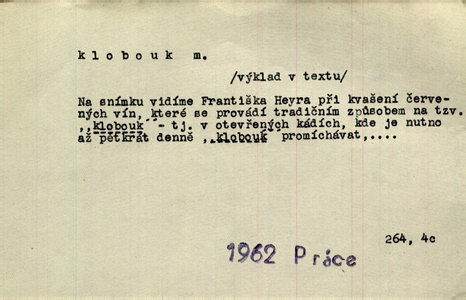 klobouk m.
/výklad v textu/
Na snímku vidíme Františka Heyra při kvašení červe-
ných vín, které se provádí tradičním způsobem na tzv.
,,klobouk´´- tj. v otevřených kádích, kde je nutno
až pětkrát denně ,,klobouk promíchávat,....
264, 4c
1962 Práce